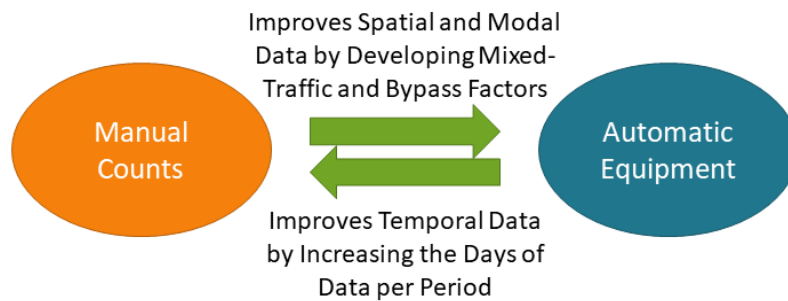 Improves Spatial and Modal
Data by Developing Mixed-
Traffic and Bypass Factors
Manual
Counts
Automatic
Equipment
Improves Temporal Data
by Increasing the Days of
Data per Period